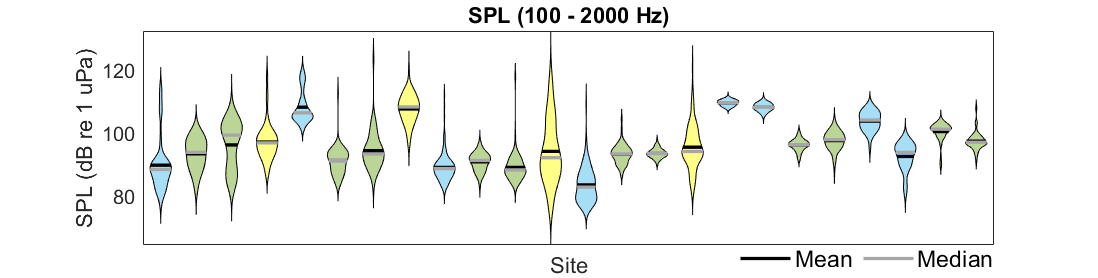 SPL (100 - 2000 Hz)
SPL (dB re 1 uPa)
120
100
80
Site
Mean
Median